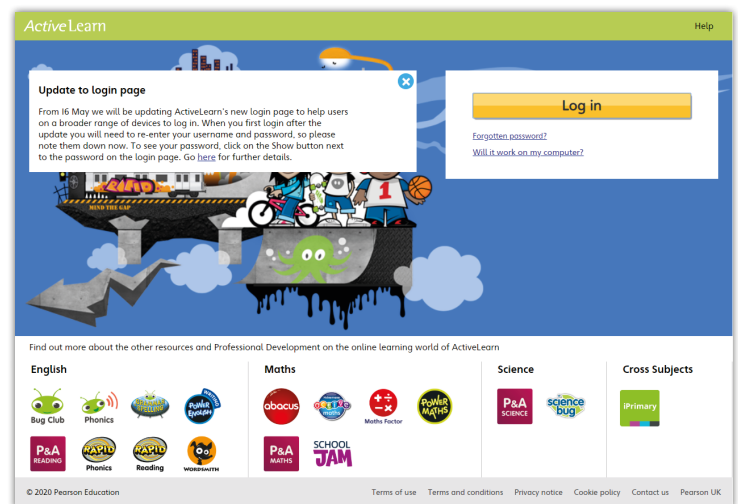 ActiveLearn
Help
Update to login page
From 16 May we will be updating ActiveLearn's new login page to help users
on a broader range of devices to log in. When you first login after the
update you will need to re-enter your username and password, so please
note them down now. To see your password, click on the Show button next
to the password on the login page. Go here for further details.
Log in
Forgotten password?
Will it work on my computer?
MIND THE GAP
1
Find out more about the other resources and Professional Development on the online learning world of ActiveLearn
English
Maths
Science
Cross Subjects
Bug Club
Phonics
SPELLING
POWER
ENGLISH
WRITING
abacus
maths
Maths Factor
POWER
MATHS
P&A
SCIENCE
science
bug
iPrimary
P&A
READING
RAPID
Phonics
RAPID
Reading
WORDSMITH
P&A
MATHS
SCHOOL
JAM
© 2020 Pearson Education
Terms of use
Terms and conditions
Privacy notice
Cookie policy
Contact us
Pearson UK